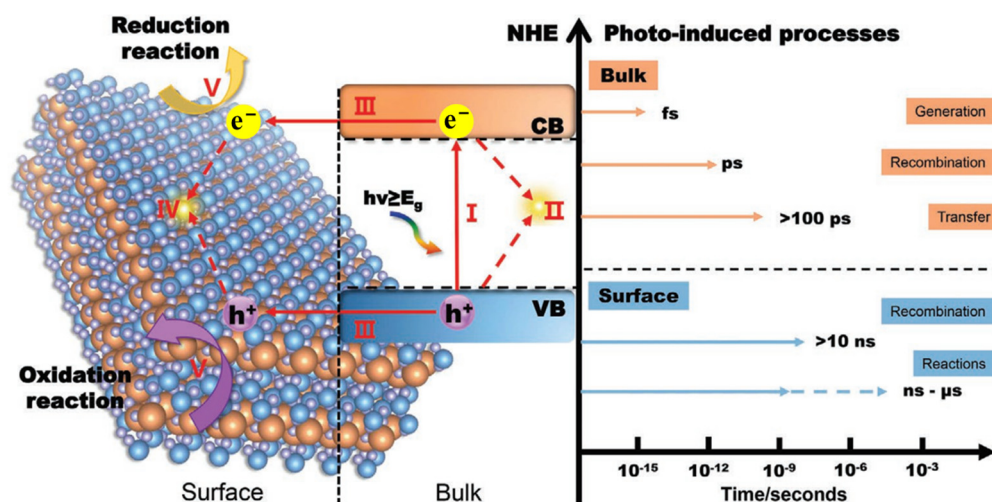 Reduction
reaction
V
e⁻
III
e⁻
CB
IV
hν≥E_g
I
II
h⁺
III
h⁺
VB
V
Oxidation
reaction
Surface
Bulk
NHE
Photo-induced processes
Bulk
fs
Generation
ps
Recombination
>100 ps
Transfer
Surface
Recombination
>10 ns
Reactions
ns - μs
10⁻¹⁵ 10⁻¹² 10⁻⁹ 10⁻⁶ 10⁻³
Time/seconds